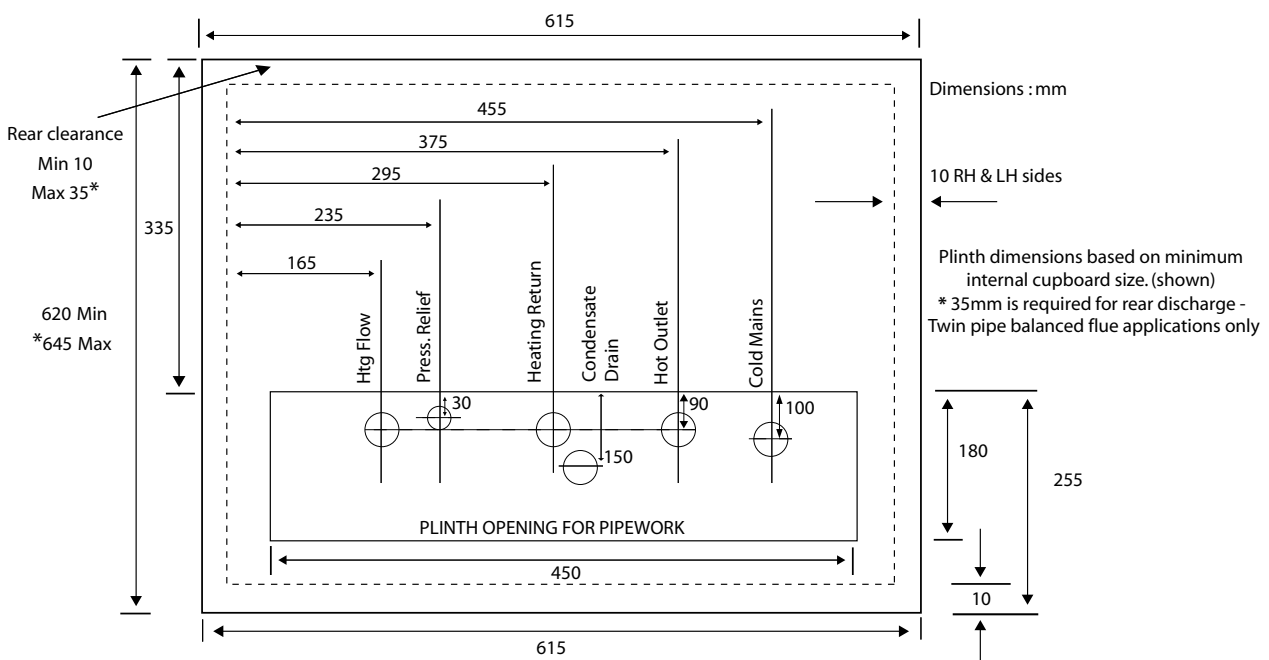 615
Dimensions : mm
455
Rear clearance
Min 10
Max 35*
375
295
10 RH & LH sides
235
335
165
Plinth dimensions based on minimum
internal cupboard size. (shown)
* 35mm is required for rear discharge -
Twin pipe balanced flue applications only
620 Min
*645 Max
Htg Flow
Press. Relief
Heating Return
Condensate
Drain
Hot Outlet
Cold Mains
30
90
100
150
180
255
PLINTH OPENING FOR PIPEWORK
450
10
615